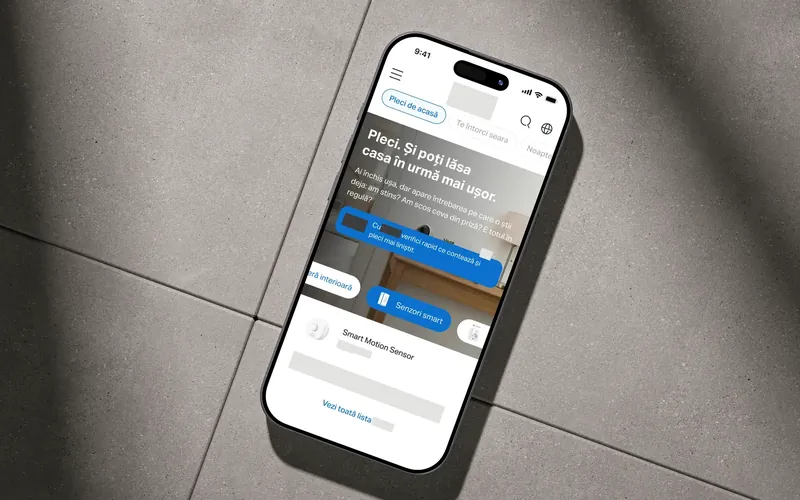 9:41
Pleci de acasă
Te întorci seara
Noapte
Pleci. Și poți lăsa
casa în urmă mai ușor.
Ai închis ușa, dar apare întrebarea pe care o știi
deja: am stins? Am scos ceva din priză? E totul în
regulă?
Cu verifici rapid ce contează și
pleci mai liniștit.
eră interioară
Senzori smart
Smart Motion Sensor
Vezi toată lista